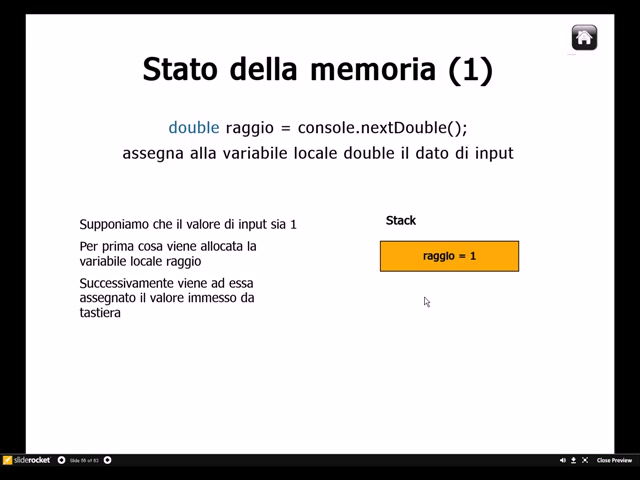 Stato della memoria (1)
double raggio = console.nextDouble();
assegna alla variabile locale double il dato di input
Supponiamo che il valore di input sia 1
Per prima cosa viene allocata la
variabile locale raggio
Successivamente viene ad essa
assegnato il valore immesso da
tastiera
Stack
raggio = 1
sliderocket
Close Preview